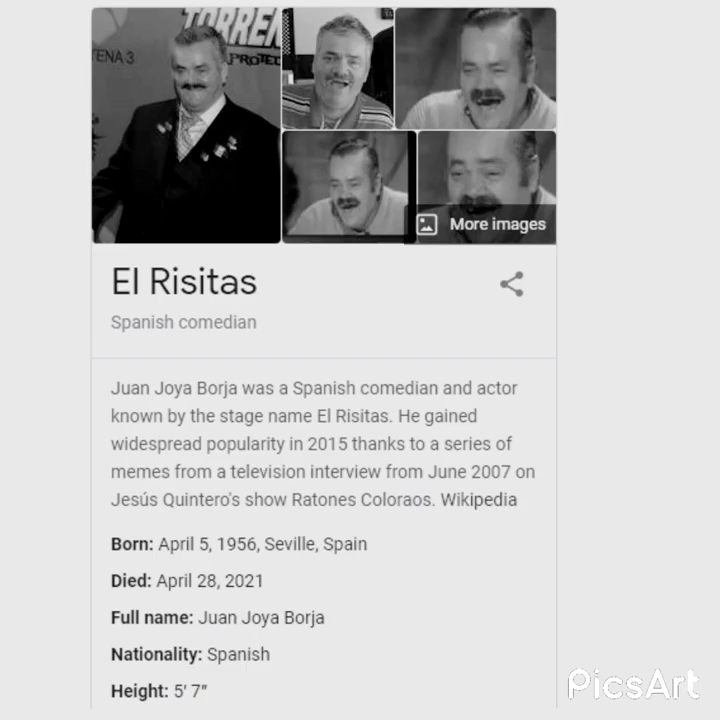 TORREN
TENA 3
PROTEC
More images
El Risitas
Spanish comedian
Juan Joya Borja was a Spanish comedian and actor
known by the stage name El Risitas. He gained
widespread popularity in 2015 thanks to a series of
memes from a television interview from June 2007 on
Jesús Quintero's show Ratones Coloraos. Wikipedia
Born: April 5, 1956, Seville, Spain
Died: April 28, 2021
Full name: Juan Joya Borja
Nationality: Spanish
Height: 5′ 7″
PicsArt